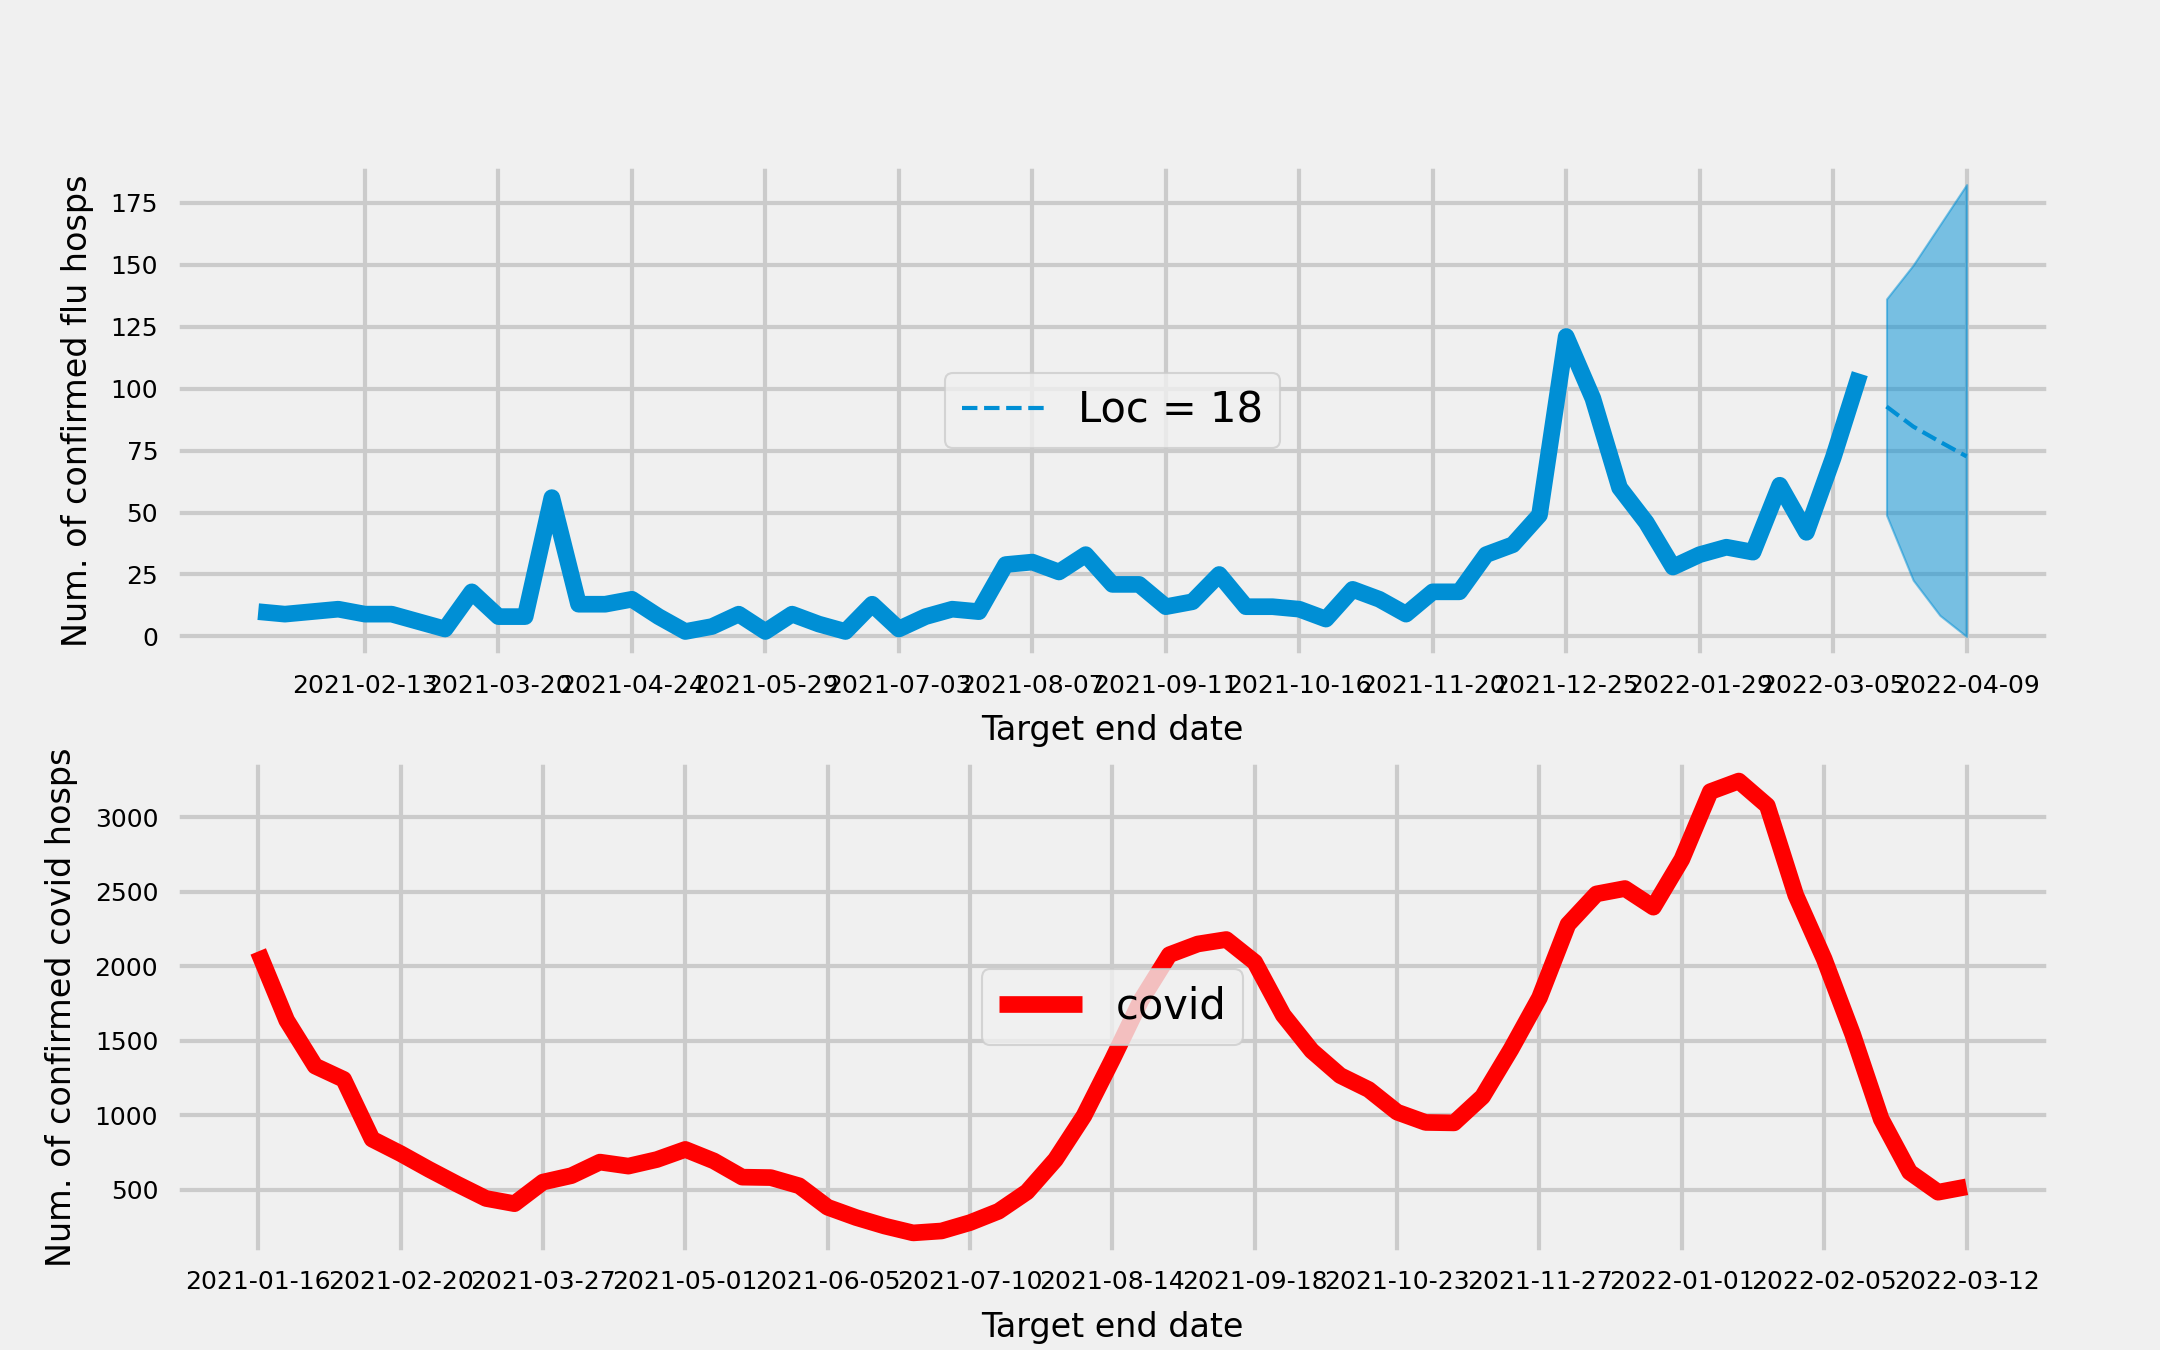 Num. of confirmed flu hosps
175
150
125
100
75
50
25
0
Loc = 18
2021-02-13 2021-03-20 2021-04-24 2021-05-29 2021-07-03 2021-08-07 2021-09-11 2021-10-16 2021-11-20 2021-12-25 2022-01-29 2022-03-05 2022-04-09
Target end date
Num. of confirmed covid hosps
3000
2500
2000
1500
1000
500
covid
2021-01-16 2021-02-20 2021-03-27 2021-05-01 2021-06-05 2021-07-10 2021-08-14 2021-09-18 2021-10-23 2021-11-27 2022-01-01 2022-02-05 2022-03-12
Target end date